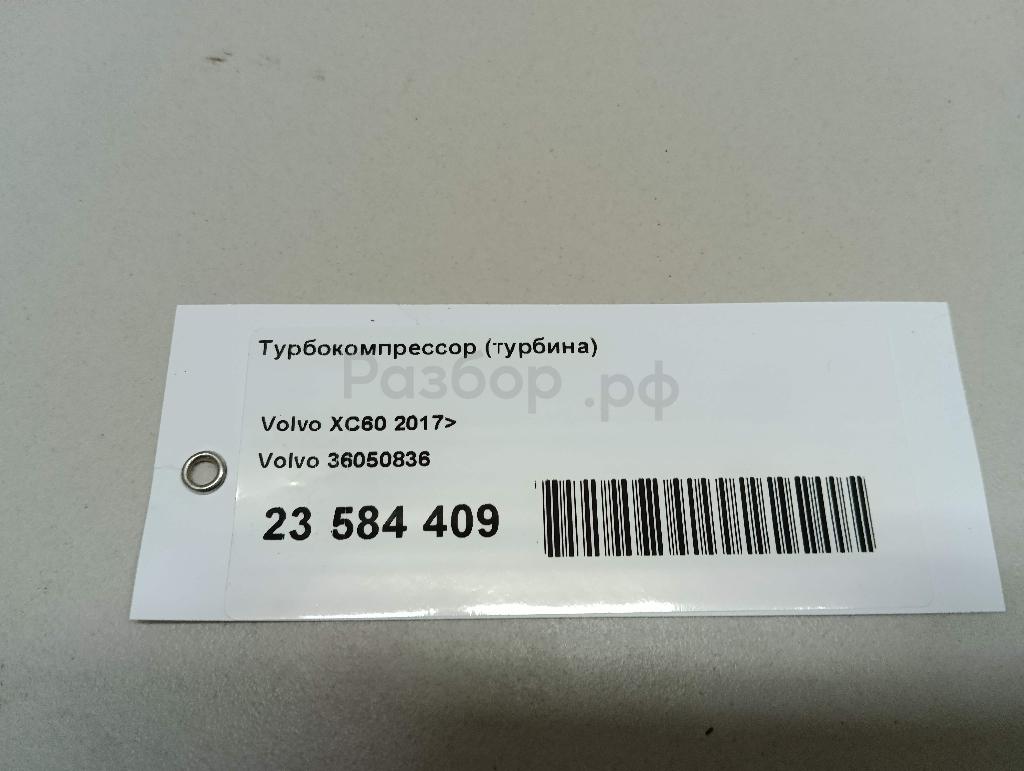 Турбокомпрессор (турбина)
Разбор.рф
Volvo XC60 2017>
Volvo 36050836
23 584 409